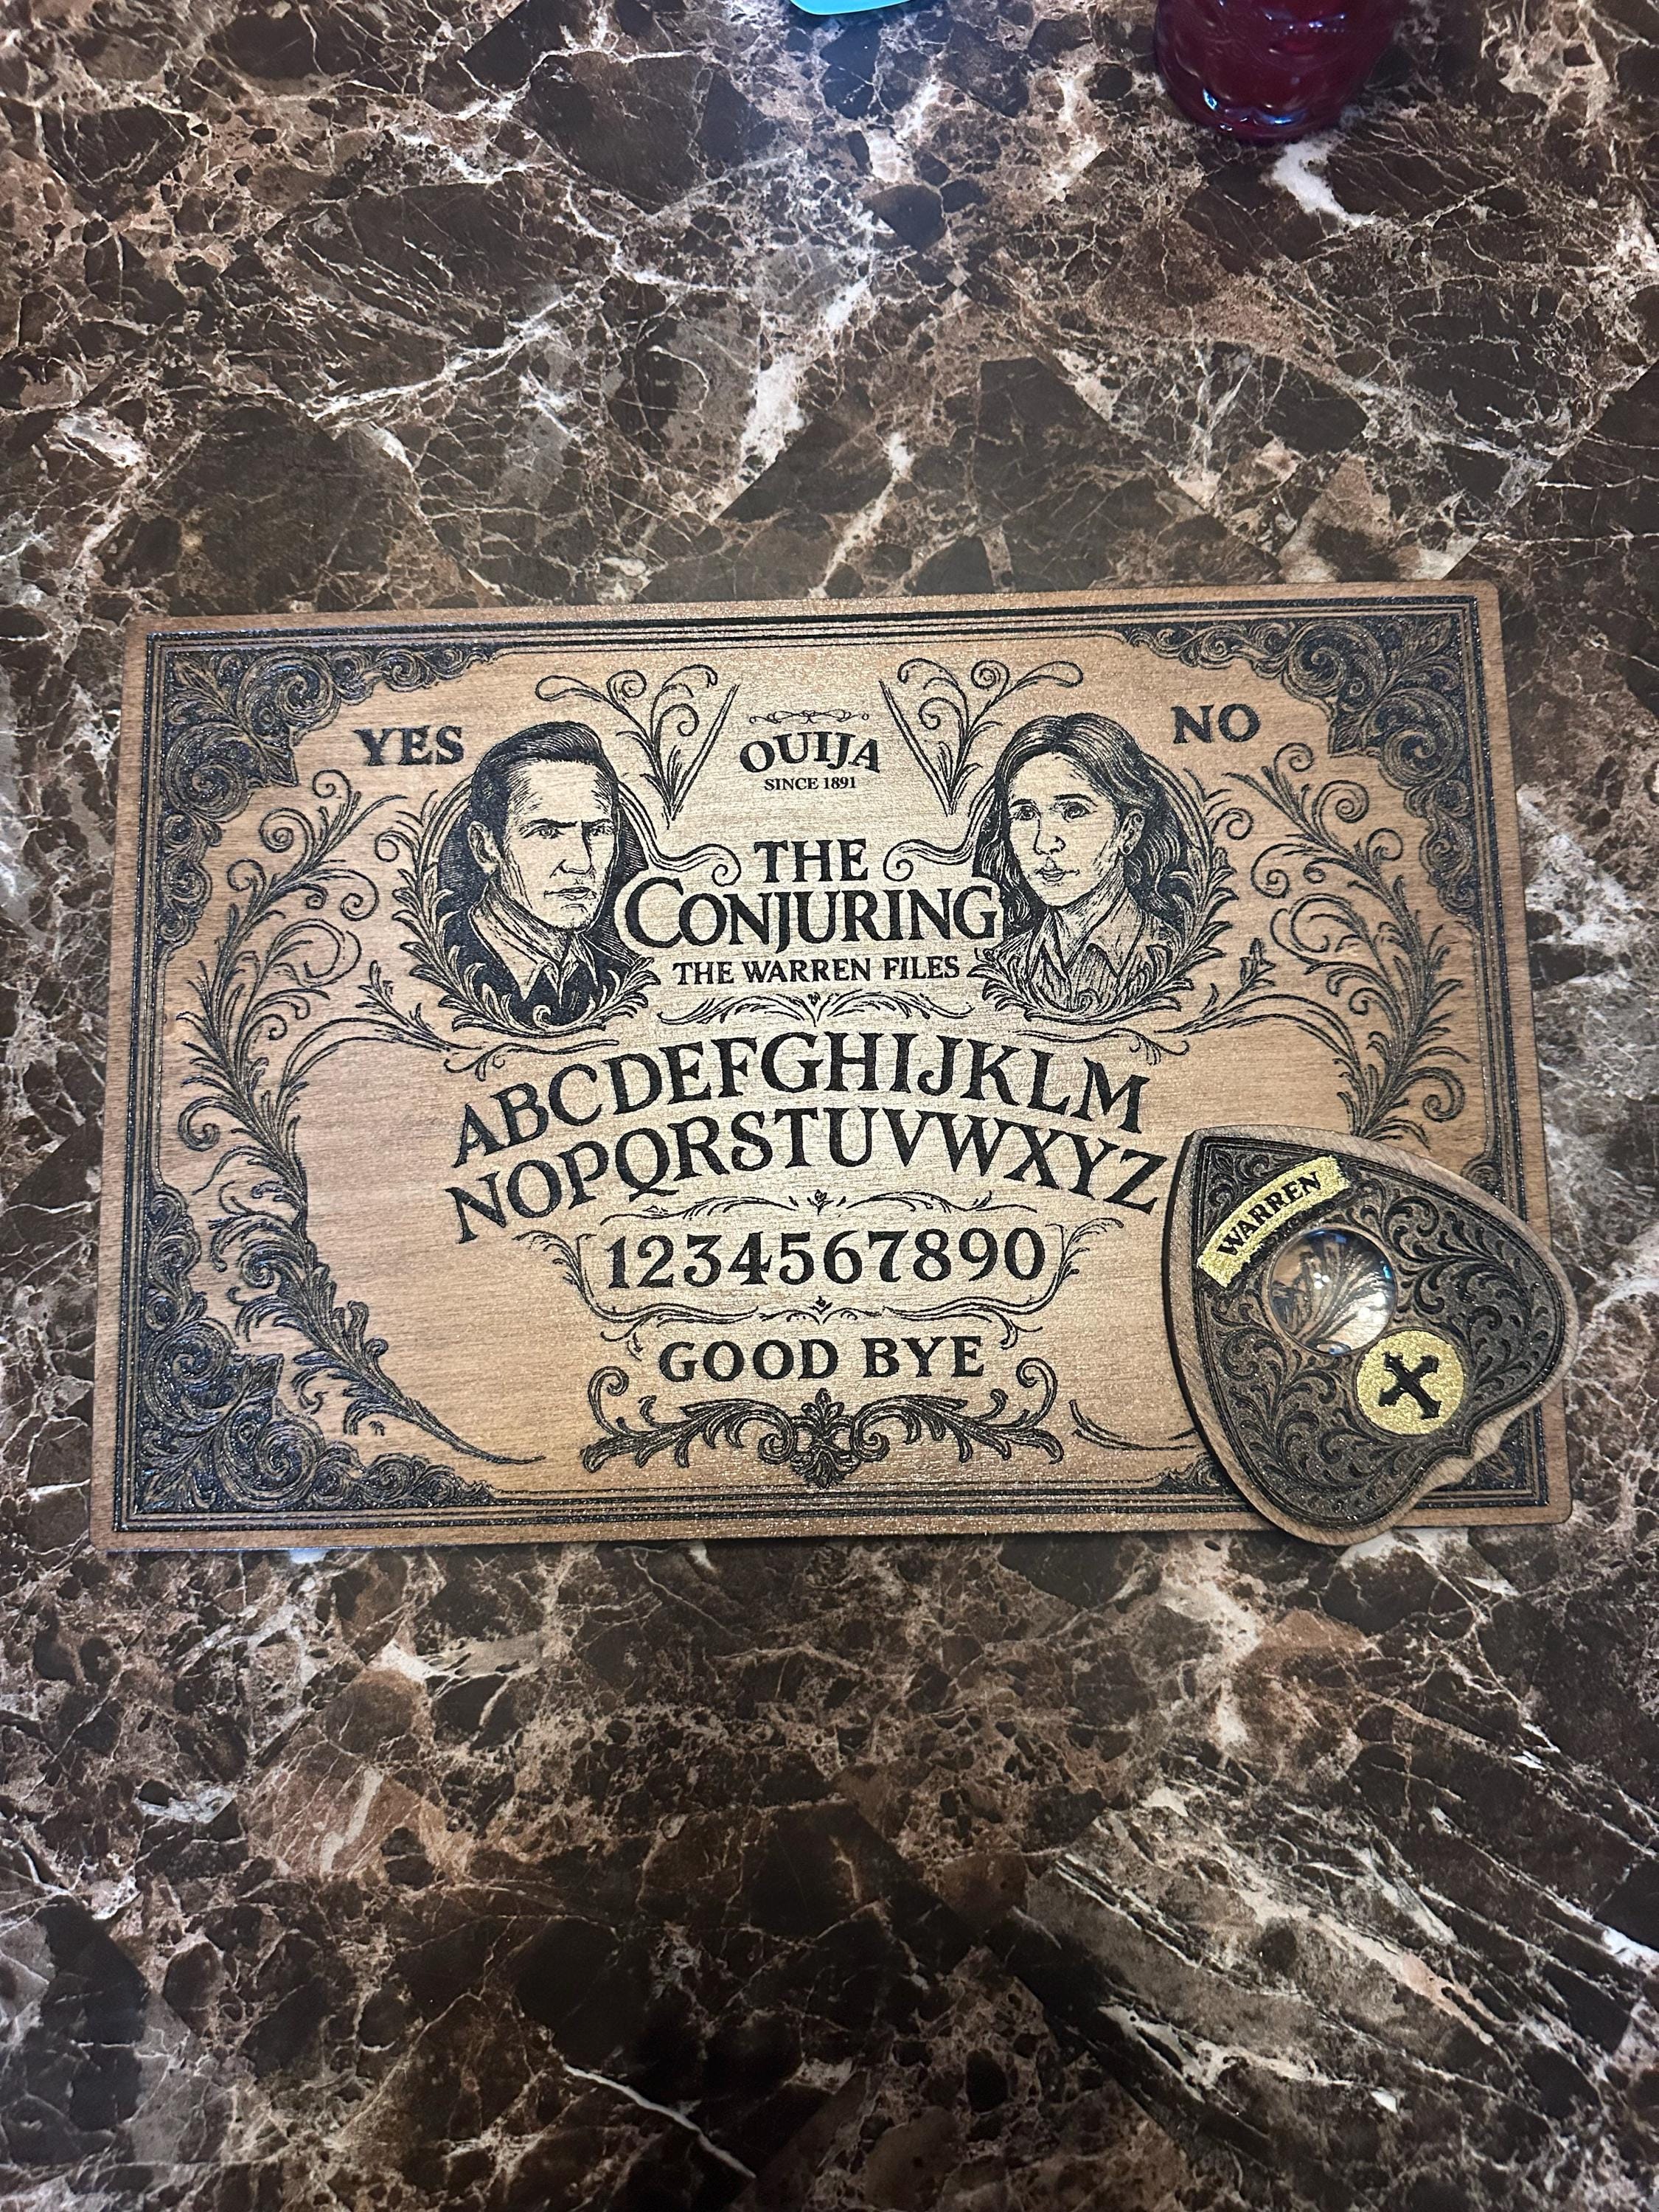 YES
NO
OUIJA
SINCE 1891
THE
CONJURING
THE WARREN FILES
ABCDEFGHIJKLM
NOPQRSTUVWXYZ
1234567890
GOOD BYE
WARREN